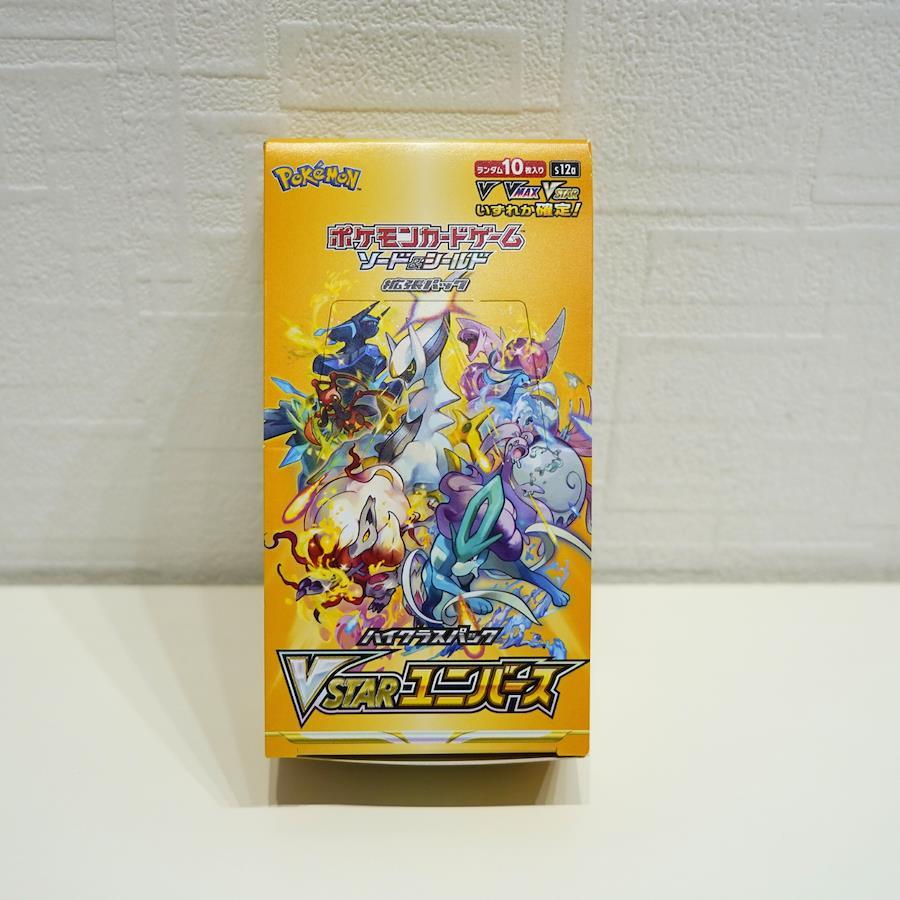 POKéMON
ランダム10枚入り s12a
V VMAX VSTAR
いずれか確定!
ポケモンカードゲーム
ソード&シールド
拡張パック
ハイクラスパック
VSTARユニバース